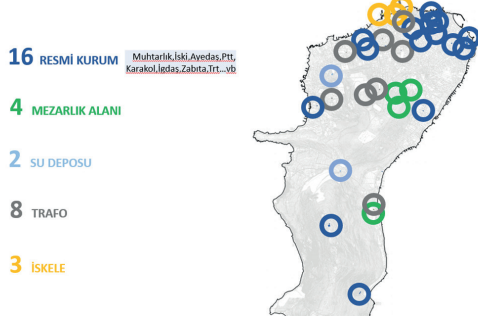 16 RESMİ KURUM
Muhtarlık,İski,Ayedaş,Ptt,
Karakol,İgdaş,Zabıta,Trt...vb
4 MEZARLIK ALANI
2 SU DEPOSU
8 TRAFO
3 İSKELE